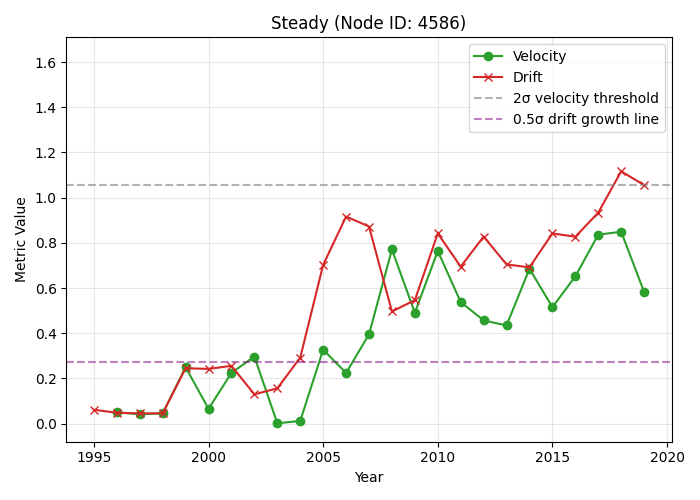 Steady (Node ID: 4586)
Velocity
Drift
2σ velocity threshold
0.5σ drift growth line
Metric Value
1.6
1.4
1.2
1.0
0.8
0.6
0.4
0.2
0.0
1995
2000
2005
2010
2015
2020
Year